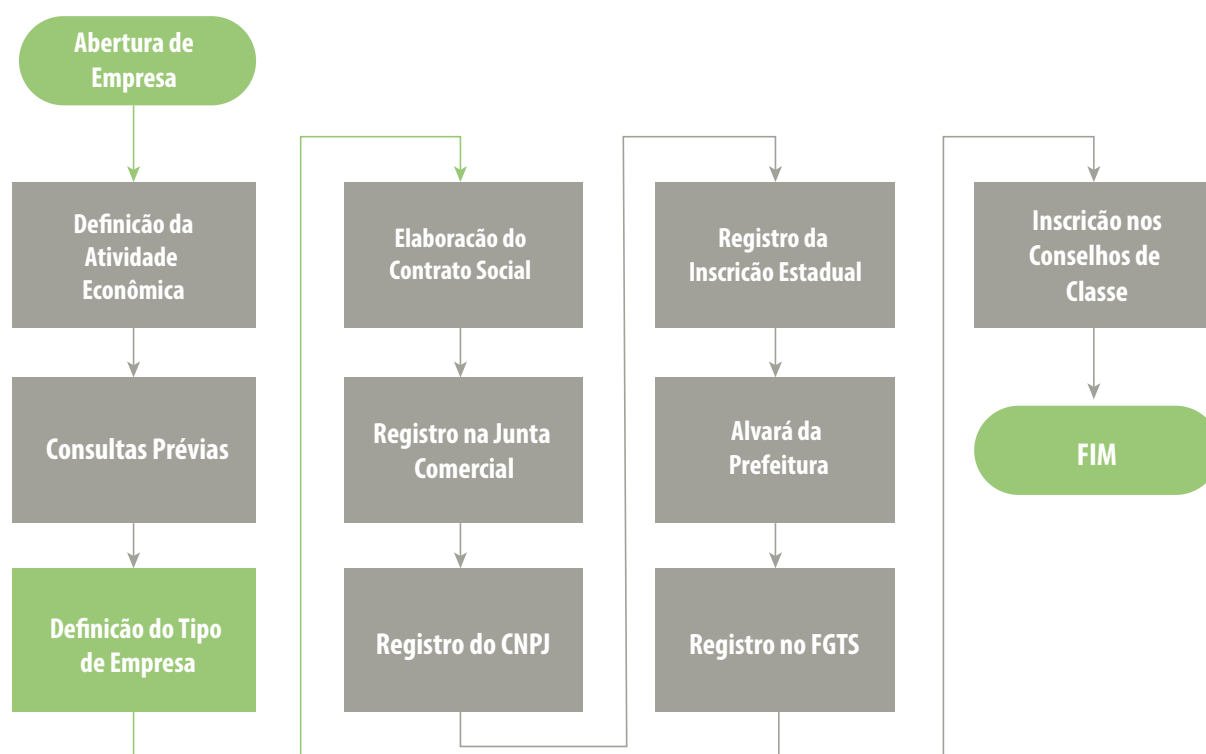 Abertura de
Empresa
Definicão da
Atividade
Econômica
Consultas Prévias
Definicão do Tipo
de Empresa
Elaboracão do
Contrato Social
Registro na Junta
Comercial
Registro do CNPJ
Registro da
Inscricão Estadual
Alvará da
Prefeitura
Registro no FGTS
Inscricão nos
Conselhos de
Classe
FIM